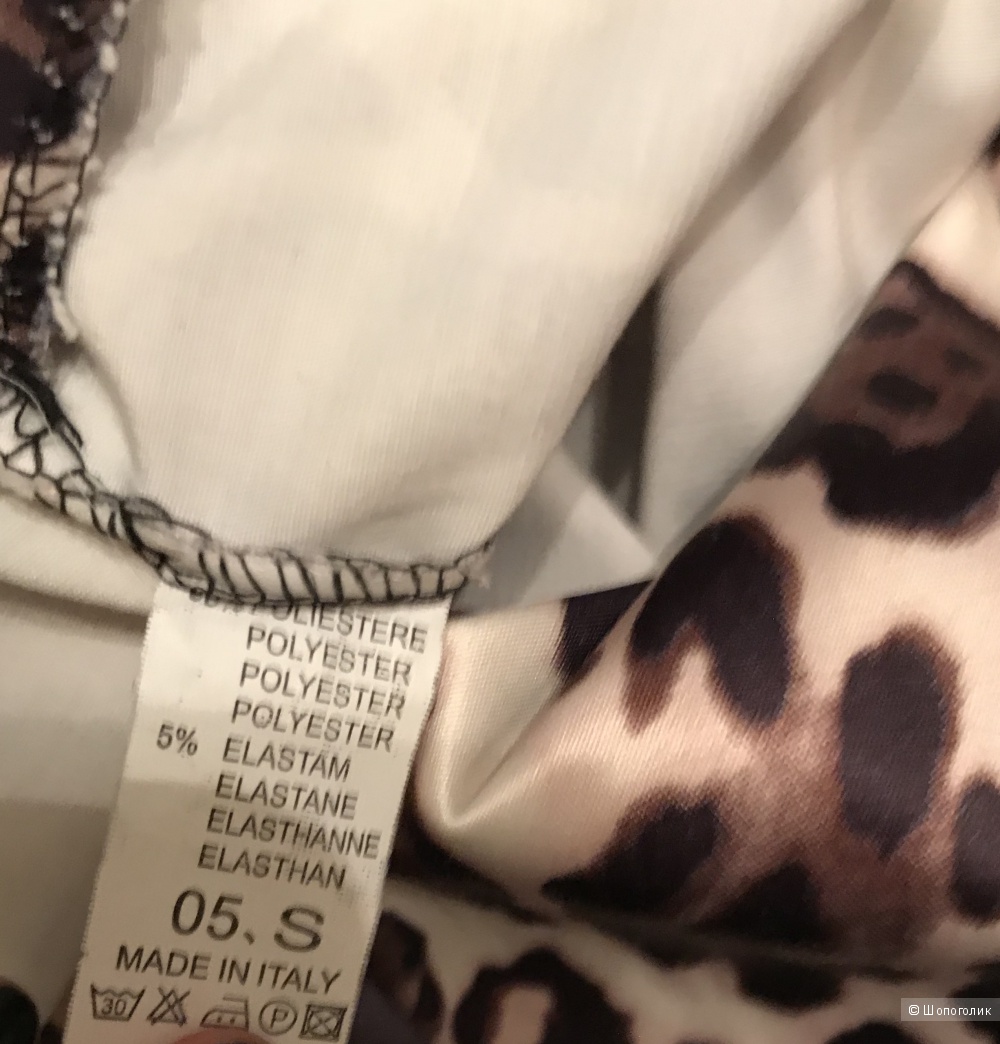 POLIESTERE
POLYESTER
POLYESTER
POLYESTER
5% ELASTAM
ELASTANE
ELASTHANNE
ELASTHAN
05. S
MADE IN ITALY
30 P
© Шопоголик